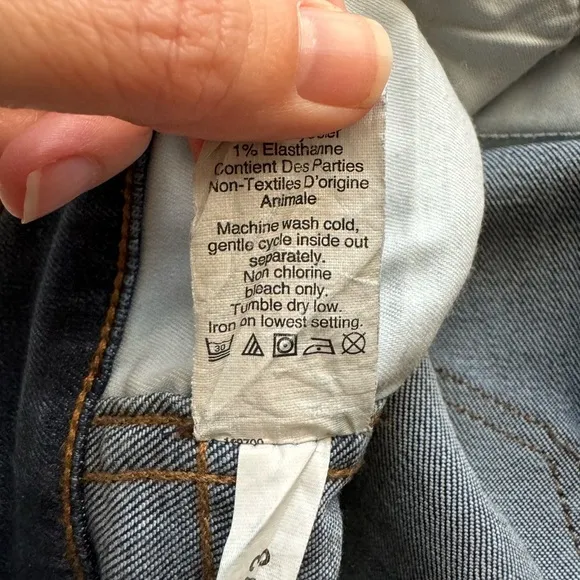 1% Elasthanne
Contient Des Parties
Non-Textiles D'origine
Animale
Machine wash cold,
gentle cycle inside out
separately.
Non chlorine
bleach only.
Tumble dry low.
Iron on lowest setting.
30